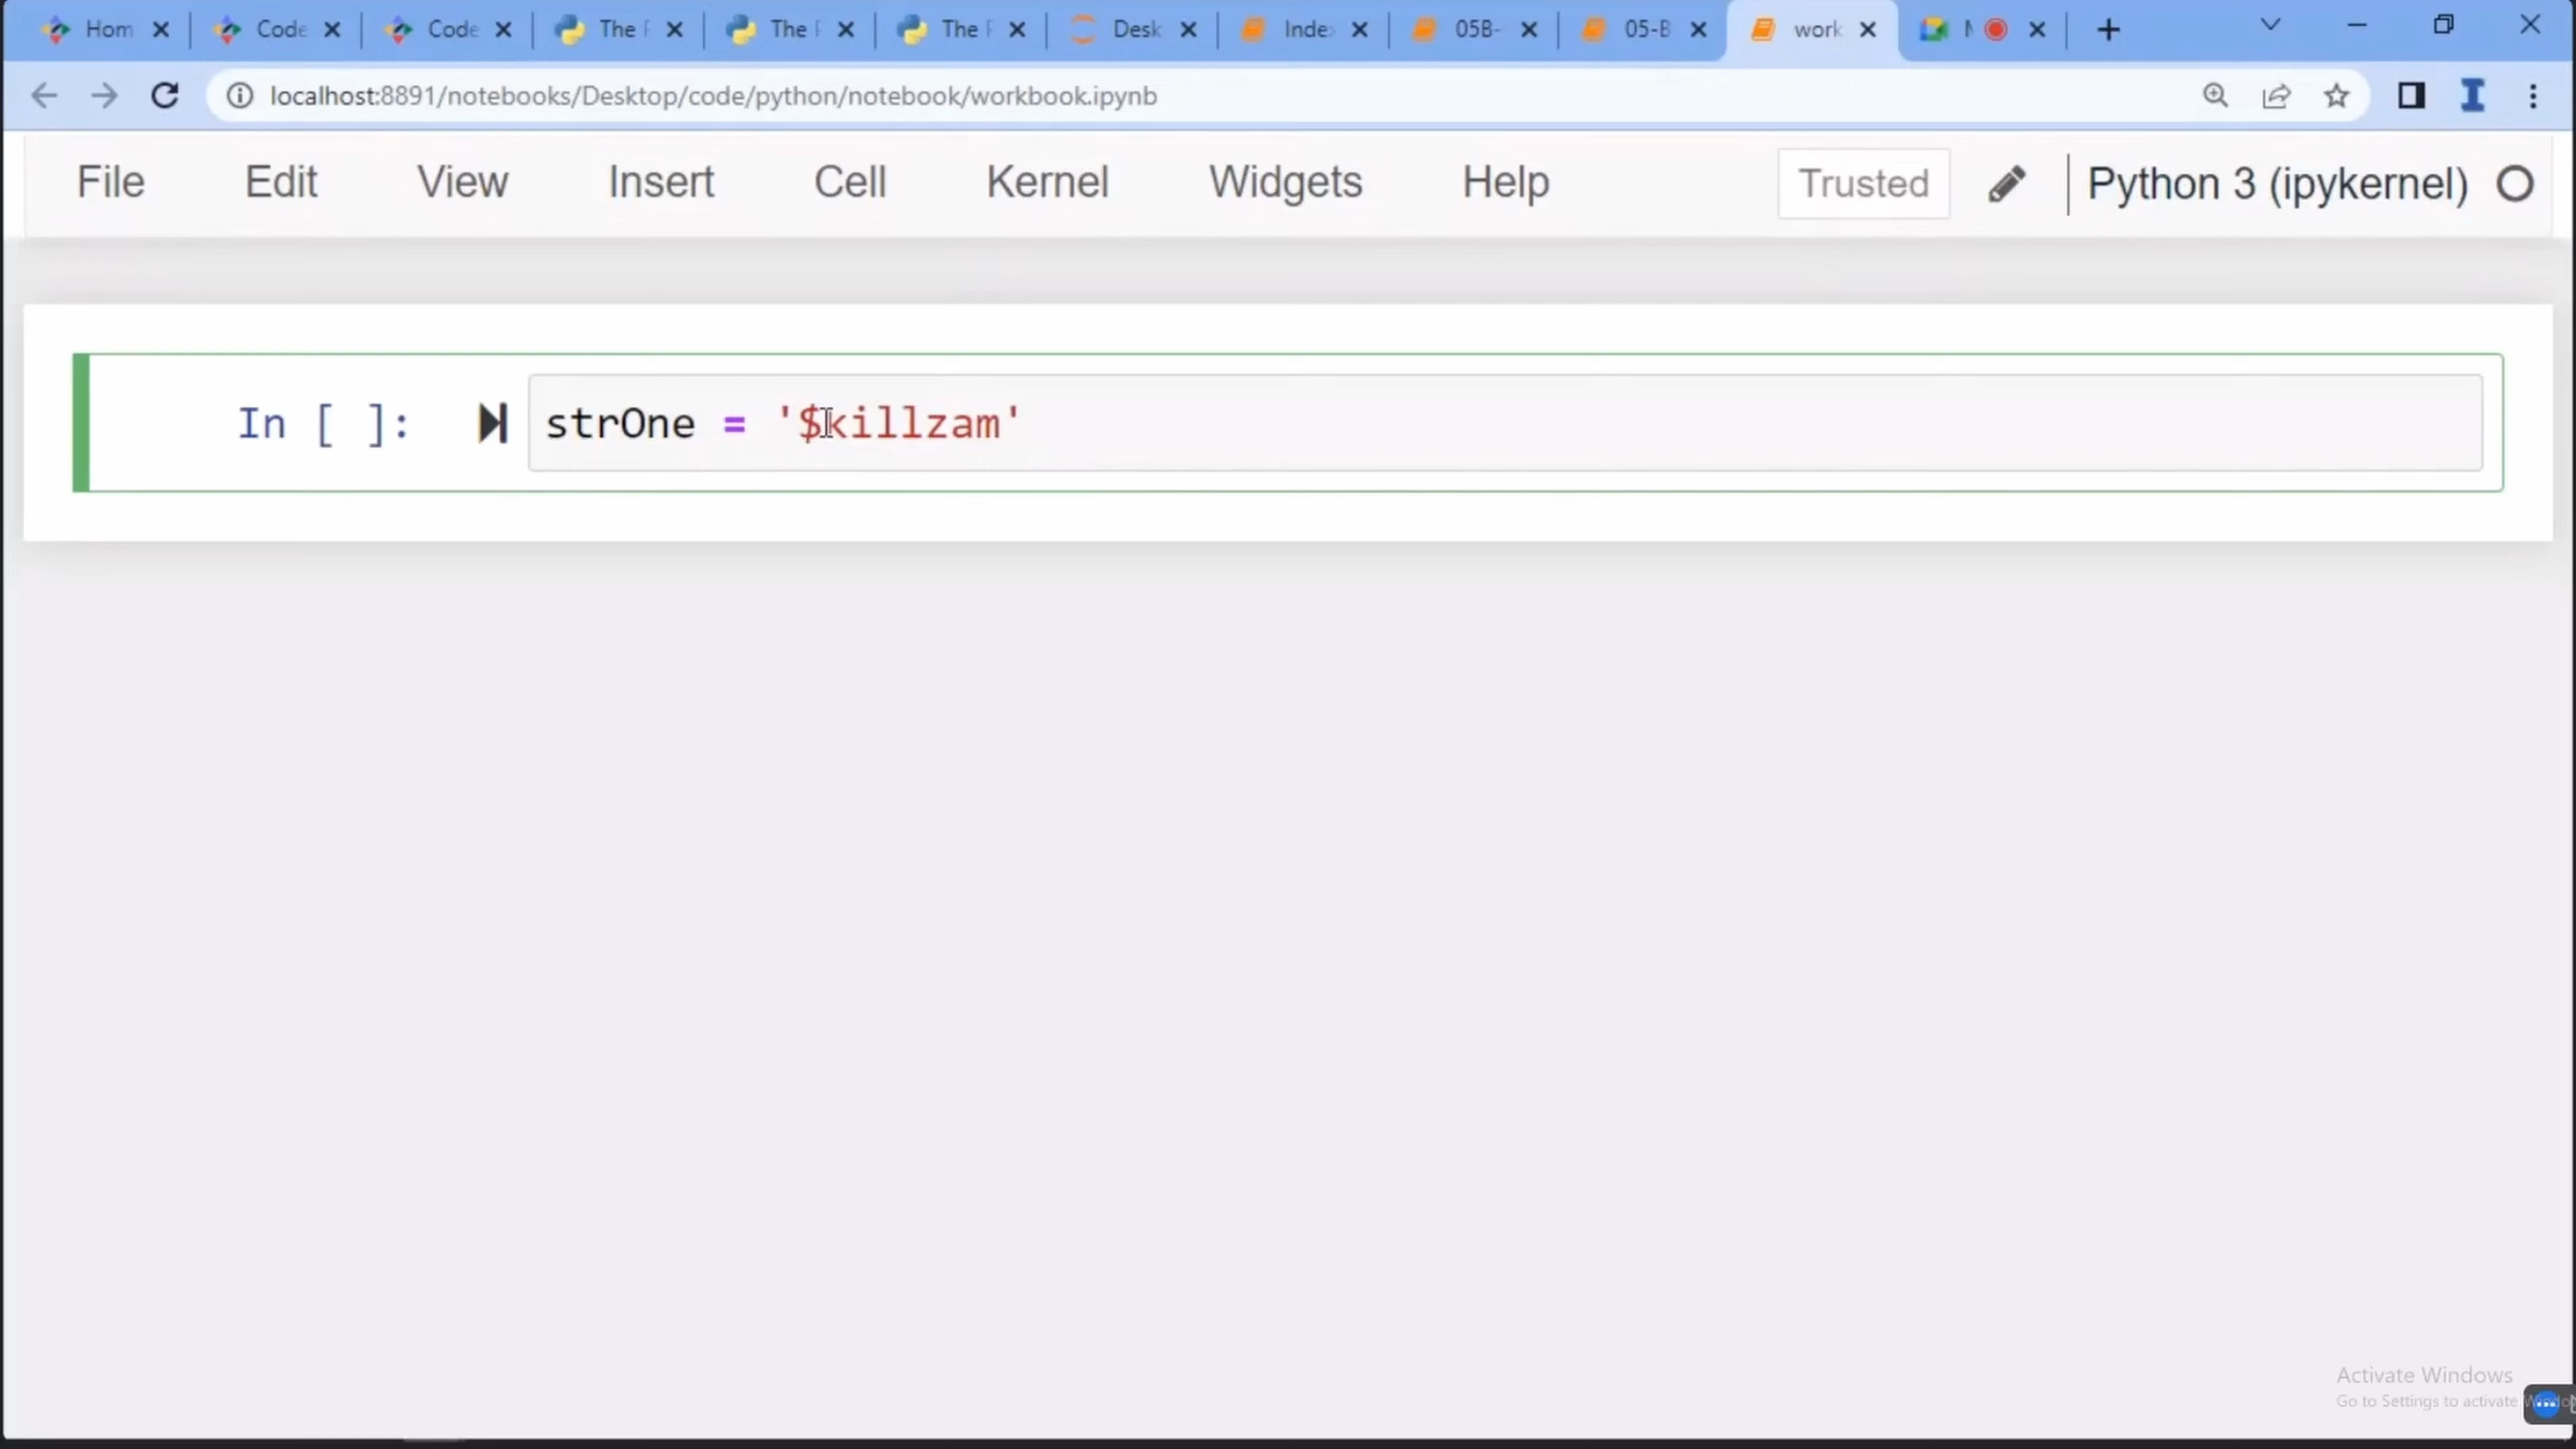 Hom Code Code The The The Desk Inde 05B- 05-B work
localhost:8891/notebooks/Desktop/code/python/notebook/workbook.ipynb
File Edit View Insert Cell Kernel Widgets Help Trusted Python 3 (ipykernel)
In [ ]: strOne = '$killzam'
Activate Windows
Go to Settings to activate